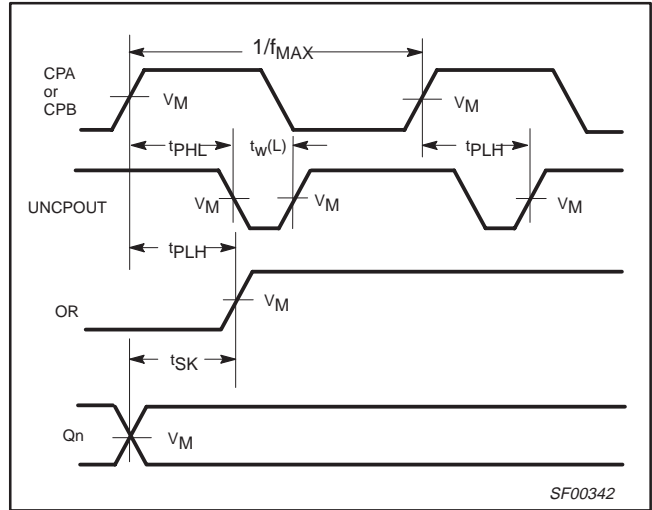 1/fMAX
CPA
or
CPB
VM
VM
tPHL
tw(L)
tPLH
UNCPOUT
VM
VM
VM
tPLH
OR
VM
tSK
Qn
VM
SF00342